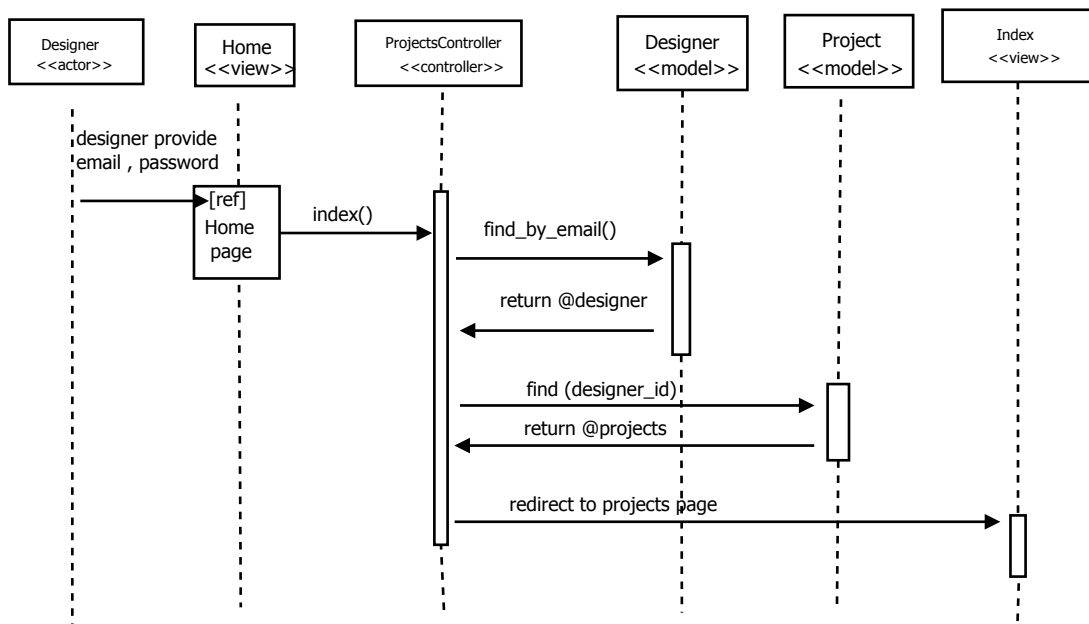 Designer
<<actor>>
Home
<<view>>
ProjectsController
<<controller>>
Designer
<<model>>
Project
<<model>>
Index
<<view>>
designer provide
email , password
[ref]
Home
page
index()
find_by_email()
return @designer
find (designer_id)
return @projects
redirect to projects page